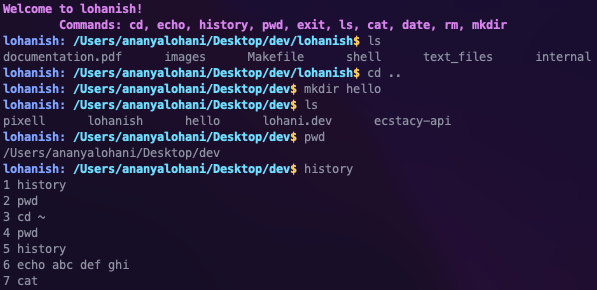 Welcome to lohanish!
Commands: cd, echo, history, pwd, exit, ls, cat, date, rm, mkdir
lohanish: /Users/ananyalohani/Desktop/dev/lohanish$ ls
documentation.pdf images Makefile shell text_files internal
lohanish: /Users/ananyalohani/Desktop/dev/lohanish$ cd ..
lohanish: /Users/ananyalohani/Desktop/dev$ mkdir hello
lohanish: /Users/ananyalohani/Desktop/dev$ ls
pixell lohanish hello lohani.dev ecstacy-api
lohanish: /Users/ananyalohani/Desktop/dev$ pwd
/Users/ananyalohani/Desktop/dev
lohanish: /Users/ananyalohani/Desktop/dev$ history
1 history
2 pwd
3 cd ~
4 pwd
5 history
6 echo abc def ghi
7 cat